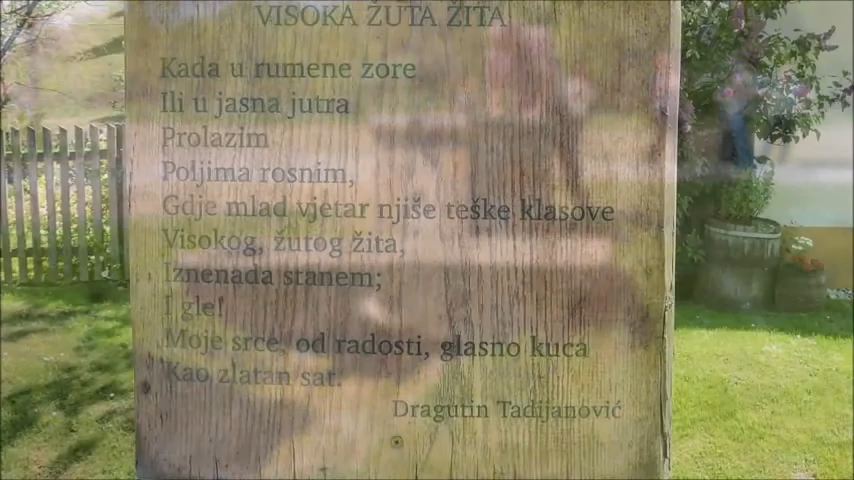 VISOKA ŽUTA ŽITA
Kada u rumene zore
Ili u jasna jutra
Prolazim
Poljima rosnim,
Gdje mlad vjetar njiše teške klasove
Visokog, žutog žita,
Iznenada stanem;
I gle!
Moje srce, od radosti, glasno kuca
Kao zlatan sat.
Dragutin Tadijanović